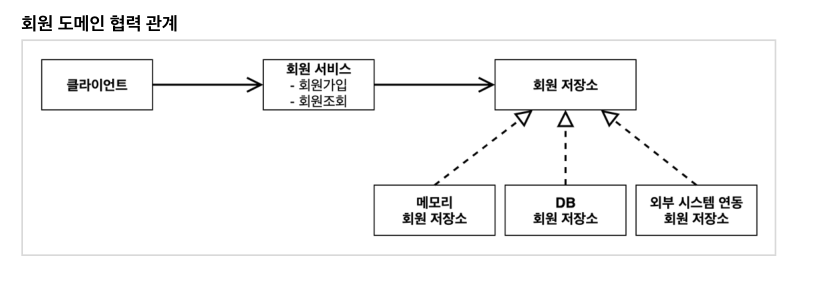 회원 도메인 협력 관계
클라이언트
회원 서비스
- 회원가입
- 회원조회
회원 저장소
메모리
회원 저장소
DB
회원 저장소
외부 시스템 연동
회원 저장소